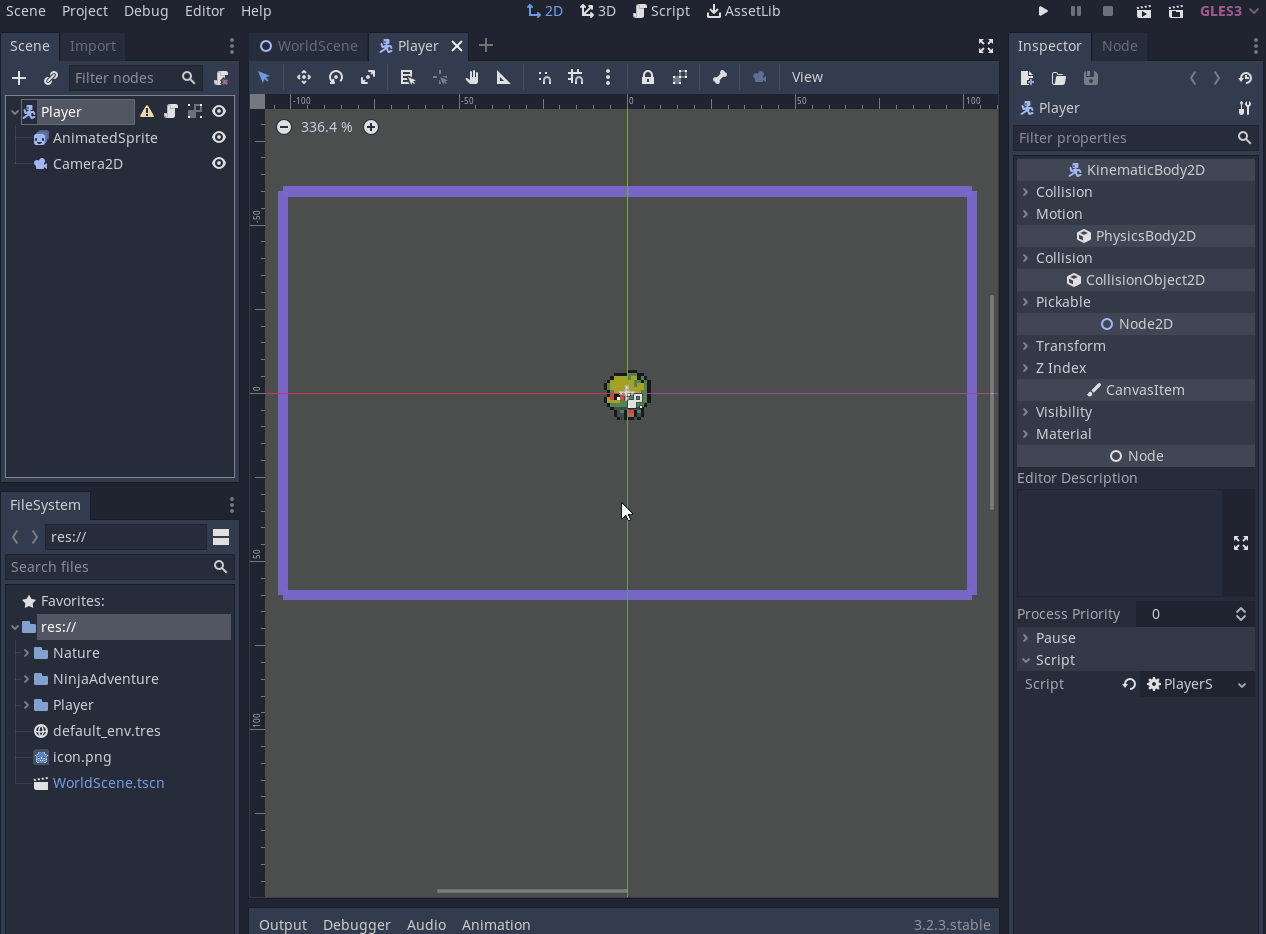 Scene Project Debug Editor Help 2D 3D Script AssetLib GLES3
Scene Import
Filter nodes
Player
AnimatedSprite
Camera2D
FileSystem
res://
Search files
Favorites:
res://
Nature
NinjaAdventure
Player
default_env.tres
icon.png
WorldScene.tscn
WorldScene Player
View
-100 -50 0 50 100
336.4 %
-50
0
50
100
Output Debugger Audio Animation 3.2.3.stable
Inspector Node
Player
Filter properties
KinematicBody2D
Collision
Motion
PhysicsBody2D
Collision
CollisionObject2D
Pickable
Node2D
Transform
Z Index
CanvasItem
Visibility
Material
Node
Editor Description
Process Priority 0
Pause
Script
Script PlayerS